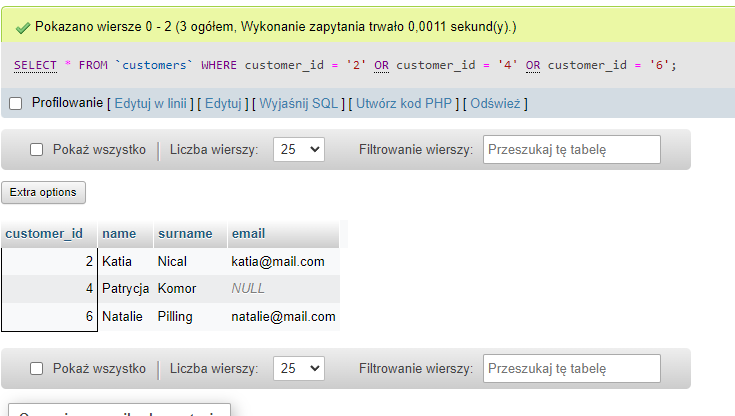 Pokazano wiersze 0 - 2 (3 ogółem, Wykonanie zapytania trwało 0,0011 sekund(y).)
SELECT * FROM `customers` WHERE customer_id = '2' OR customer_id = '4' OR customer_id = '6';
Profilowanie [ Edytuj w linii ] [ Edytuj ] [ Wyjaśnij SQL ] [ Utwórz kod PHP ] [ Odśwież ]
Pokaż wszystko | Liczba wierszy: 25 Filtrowanie wierszy: Przeszukaj tę tabelę
Extra options
customer_id name surname email
2 Katia Nical katia@mail.com
4 Patrycja Komor NULL
6 Natalie Pilling natalie@mail.com
Pokaż wszystko | Liczba wierszy: 25 Filtrowanie wierszy: Przeszukaj tę tabelę